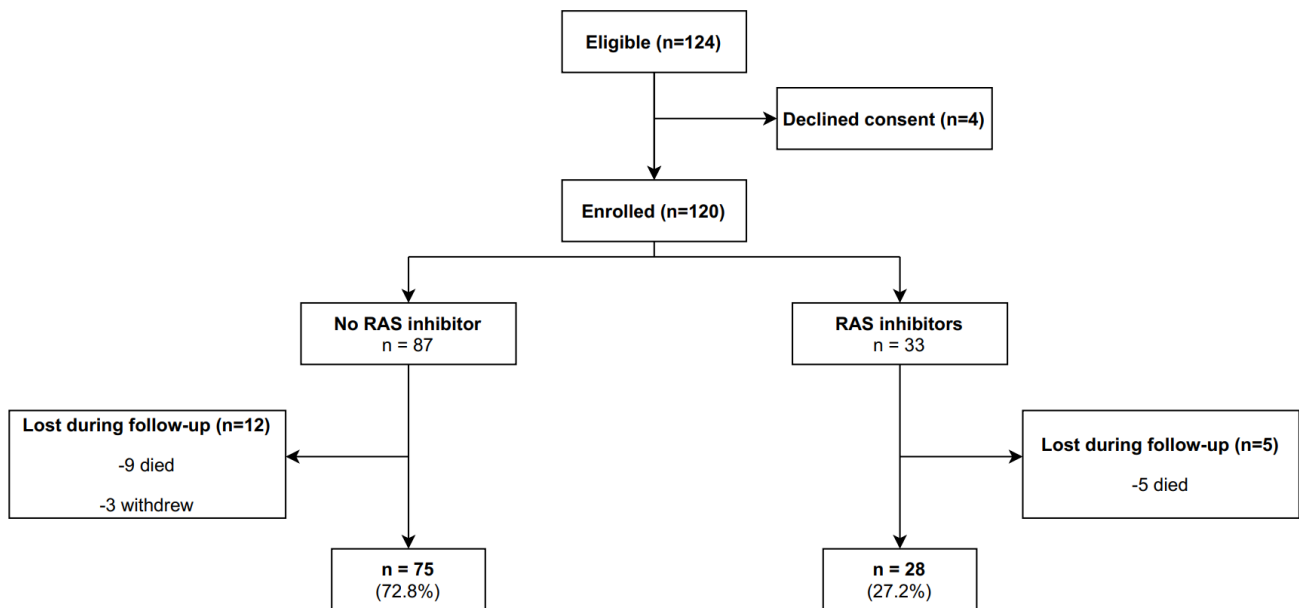 Eligible (n=124)
Declined consent (n=4)
Enrolled (n=120)
No RAS inhibitor
n = 87
RAS inhibitors
n = 33
Lost during follow-up (n=12)
-9 died
-3 withdrew
Lost during follow-up (n=5)
-5 died
n = 75
(72.8%)
n = 28
(27.2%)